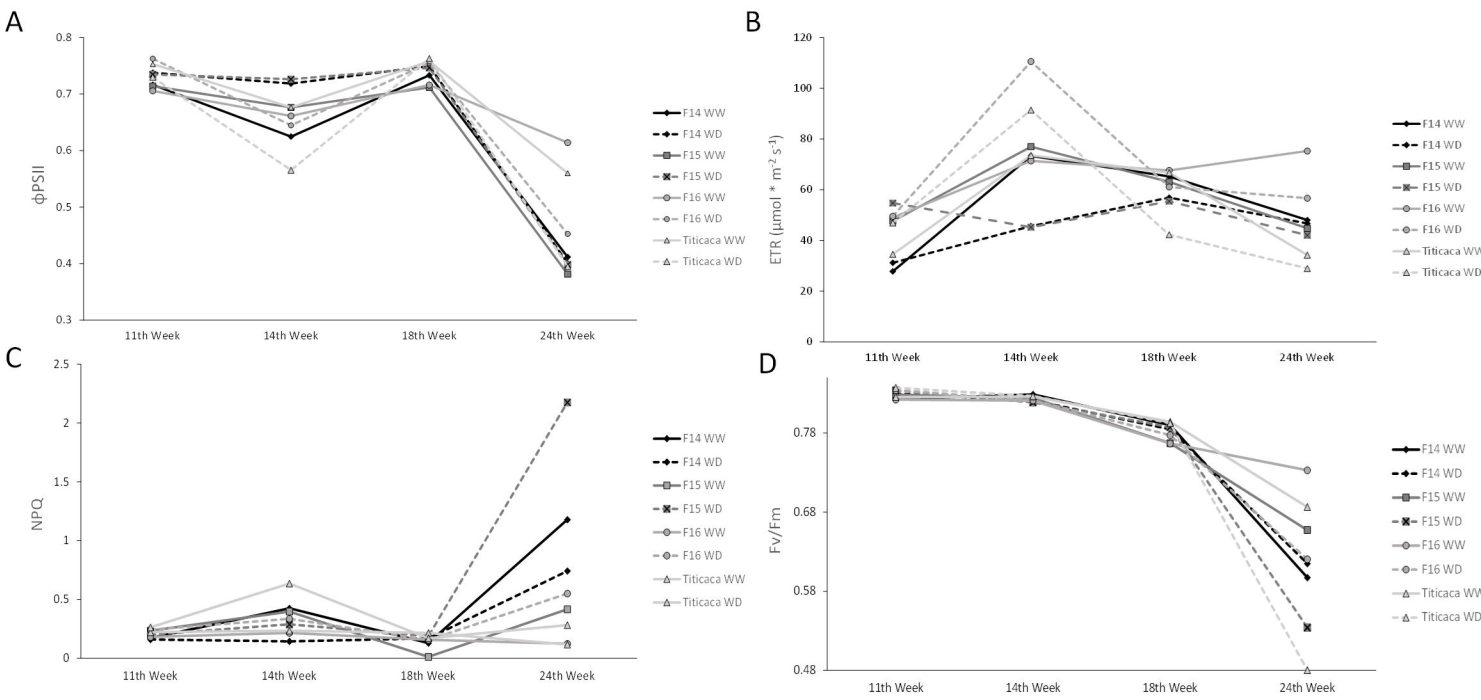 A
ϕPSII
0.8
0.7
0.6
0.5
0.4
0.3
11th Week
14th Week
18th Week
24th Week
F14 WW
F14 WD
F15 WW
F15 WD
F16 WW
F16 WD
Titicaca WW
Titicaca WD
B
ETR (µmol * m⁻² s⁻¹)
120
100
80
60
40
20
0
11th Week
14th Week
18th Week
24th Week
F14 WW
F14 WD
F15 WW
F15 WD
F16 WW
F16 WD
Titicaca WW
Titicaca WD
C
NPQ
2.5
2
1.5
1
0.5
0
11th Week
14th Week
18th Week
24th Week
F14 WW
F14 WD
F15 WW
F15 WD
F16 WW
F16 WD
Titicaca WW
Titicaca WD
D
Fv/Fm
0.78
0.68
0.58
0.48
11th Week
14th Week
18th Week
24th Week
F14 WW
F14 WD
F15 WW
F15 WD
F16 WW
F16 WD
Titicaca WW
Titicaca WD